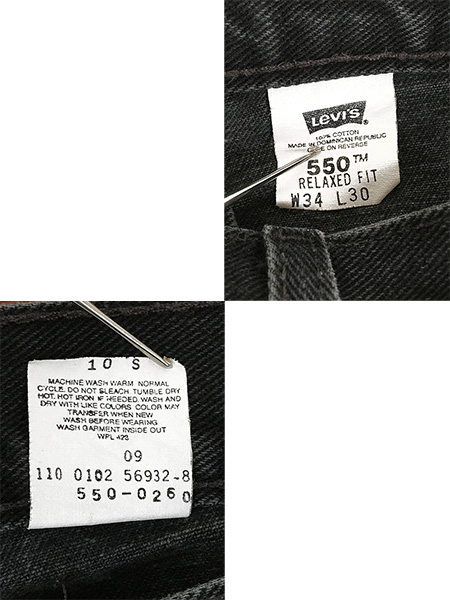 Levi's
100% COTTON
MADE IN DOMINICAN REPUBLIC
CARE ON REVERSE
550™
RELAXED FIT
W34 L30
10 S
MACHINE WASH WARM NORMAL
CYCLE. DO NOT BLEACH. TUMBLE DRY
HOT. HOT IRON IF NEEDED. WASH AND
DRY WITH LIKE COLORS. COLOR MAY
TRANSFER WHEN NEW
WASH BEFORE WEARING
WASH GARMENT INSIDE OUT
WPL 423
09
110 0102 56932-8
550-0260